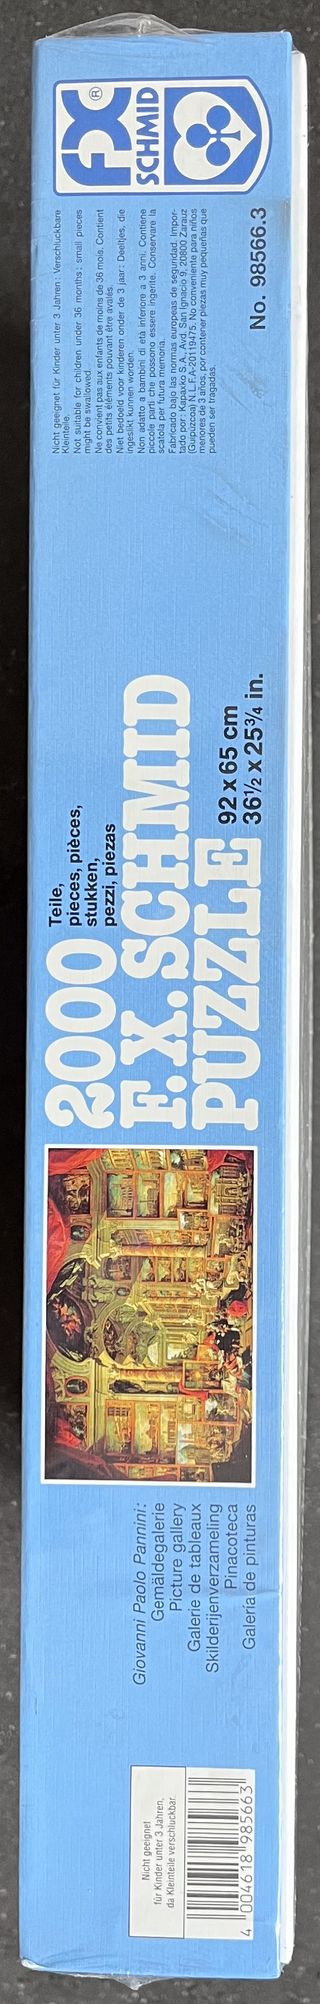 Nicht geeignet
für Kinder unter 3 Jahren,
da Kleinteile verschluckbar.
4 004618 985663
Giovanni Paolo Pannini:
Gemäldegalerie
Picture gallery
Galerie de tableaux
Skilderijenverzameling
Pinacoteca
Galería de pinturas
2000
Teile,
pieces, pièces,
stukken,
pezzi, piezas
F.X. SCHMID
PUZZLE
92 x 65 cm
36 1/2 x 25 3/4 in.
Nicht geeignet für Kinder unter 3 Jahren: Verschluckbare
Kleinteile.
Not suitable for children under 36 months: small pieces
might be swallowed.
Ne convient pas aux enfants de moins de 36 mois. Contient
des petits éléments pouvant être avalés.
Niet bedoeld voor kinderen onder de 3 jaar: Deeltjes, die
ingeslikt kunnen worden.
Non adatto a bambini di età inferiore a 3 anni. Contiene
piccole parti che possono essere ingerite. Conservare la
scatola per futura memoria.
Fabricado bajo las normas europeas de seguridad. Impor-
tado por: Kapakee S.A., Avd. San Ignacio 9, 20800 Zarauz
(Guipúzcoa) N.I.F.A-20119475. No conveniente para niños
menores de 3 años, por contener piezas muy pequeñas que
pueden ser tragadas.
No. 98566.3
FX ®
SCHMID